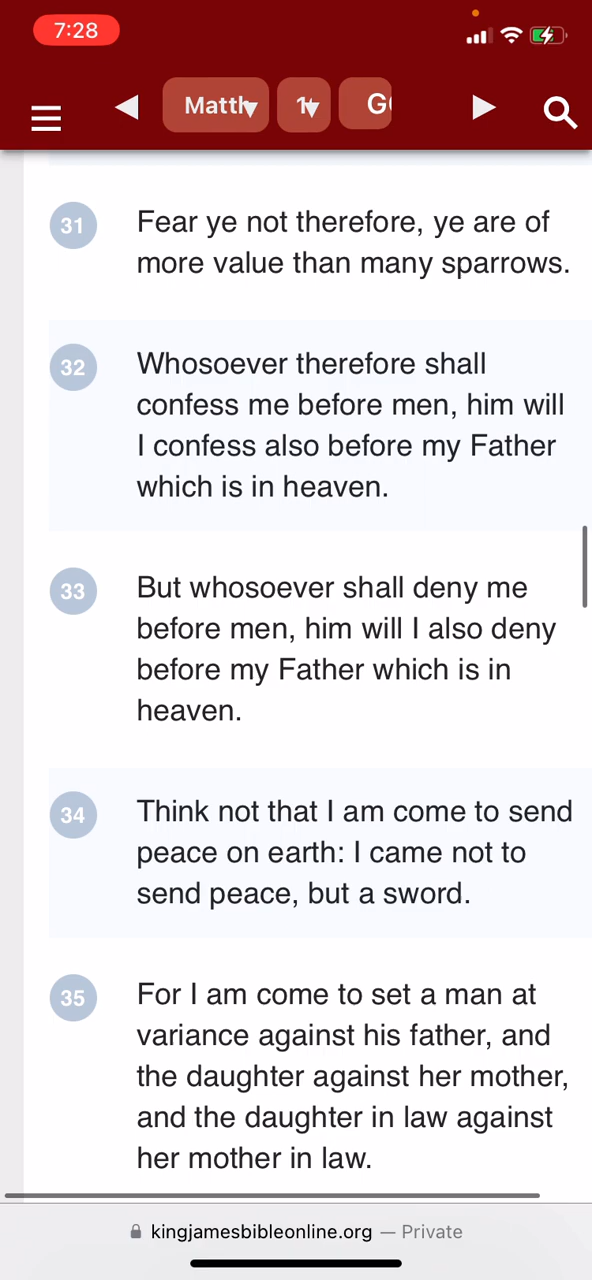 7:28
Matth
1
G
31 Fear ye not therefore, ye are of
more value than many sparrows.
32 Whosoever therefore shall
confess me before men, him will
I confess also before my Father
which is in heaven.
33 But whosoever shall deny me
before men, him will I also deny
before my Father which is in
heaven.
34 Think not that I am come to send
peace on earth: I came not to
send peace, but a sword.
35 For I am come to set a man at
variance against his father, and
the daughter against her mother,
and the daughter in law against
her mother in law.
kingjamesbibleonline.org — Private